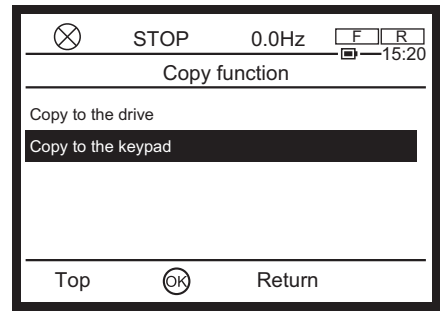 STOP 0.0Hz F R
15:20
Copy function
Copy to the drive
Copy to the keypad
Top OK Return